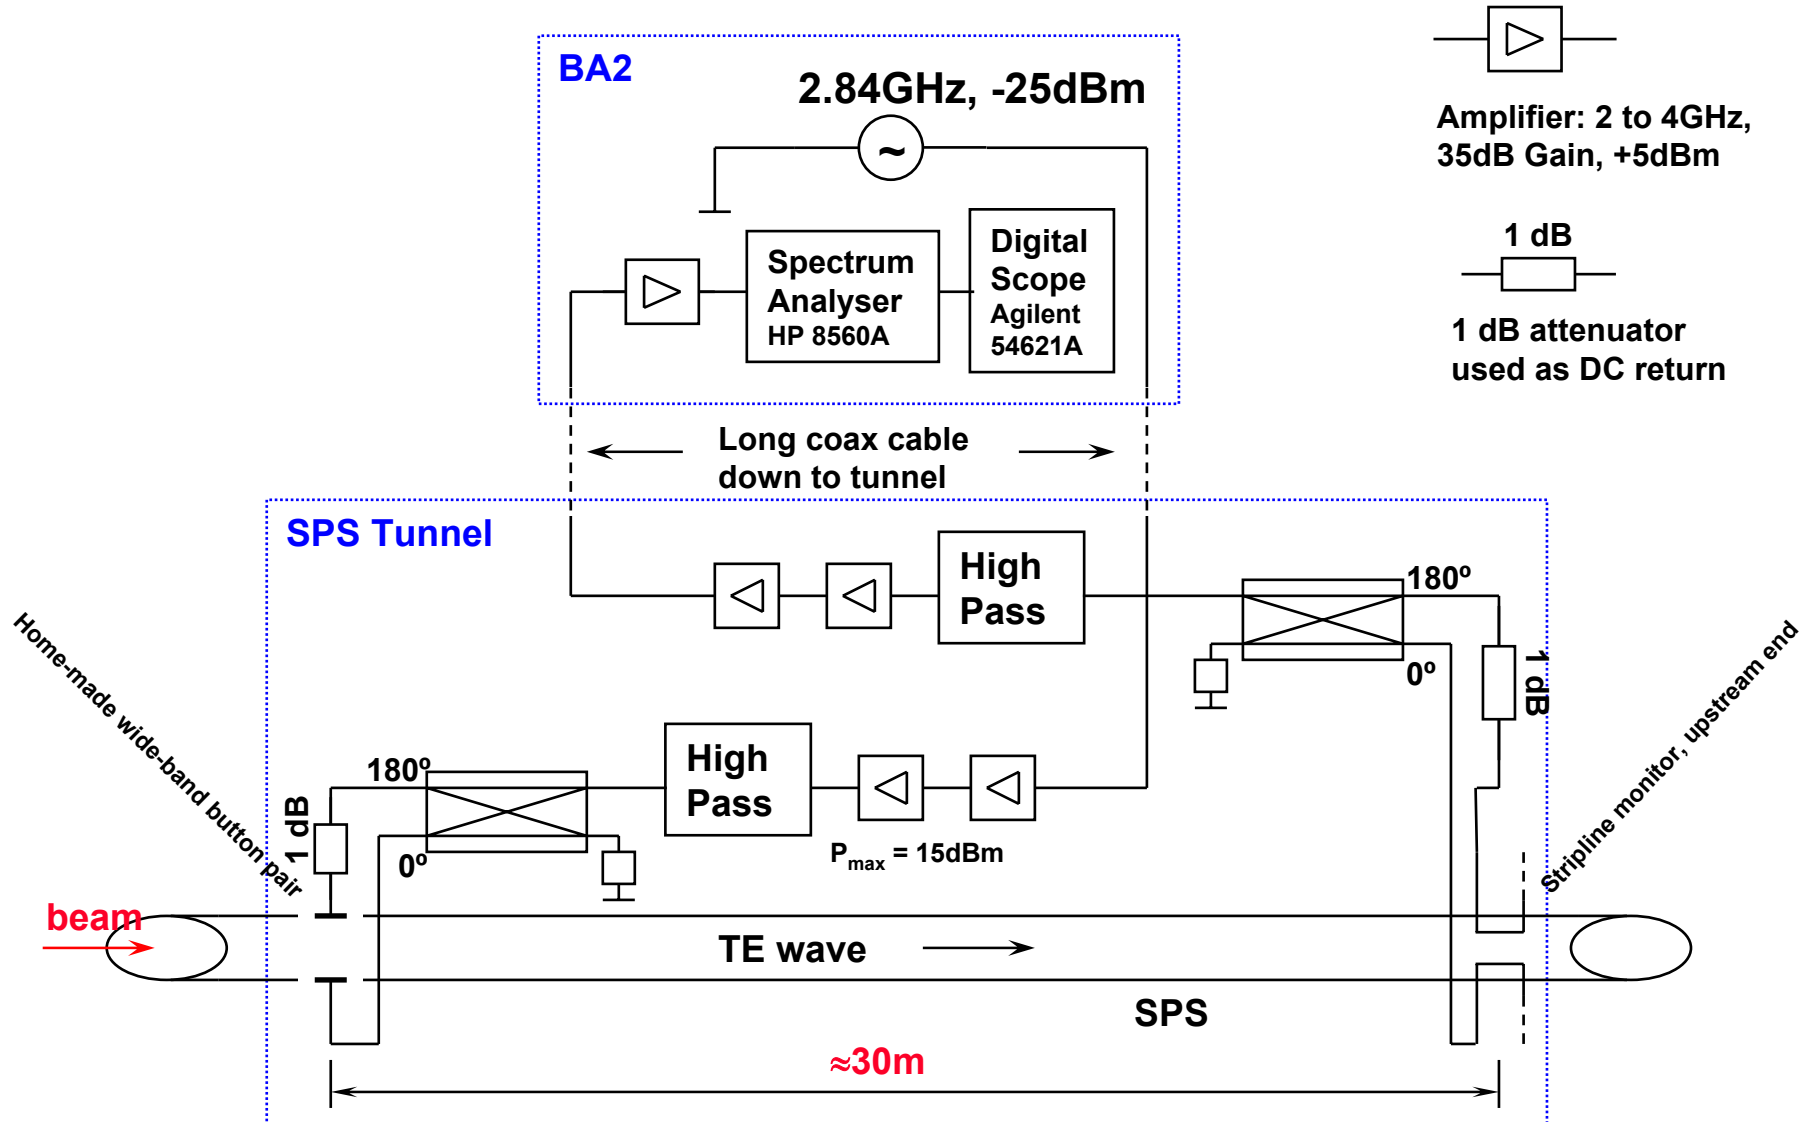 BA2
2.84GHz, -25dBm
~
Spectrum
Analyser
HP 8560A
Digital
Scope
Agilent
54621A
Amplifier: 2 to 4GHz,
35dB Gain, +5dBm
1 dB
1 dB attenuator
used as DC return
Long coax cable
down to tunnel
SPS Tunnel
High
Pass
180º
0º
1 dB
Home-made wide-band button pair
Stripline monitor, upstream end
High
Pass
180º
0º
1 dB
Pmax = 15dBm
beam
TE wave
SPS
≈30m